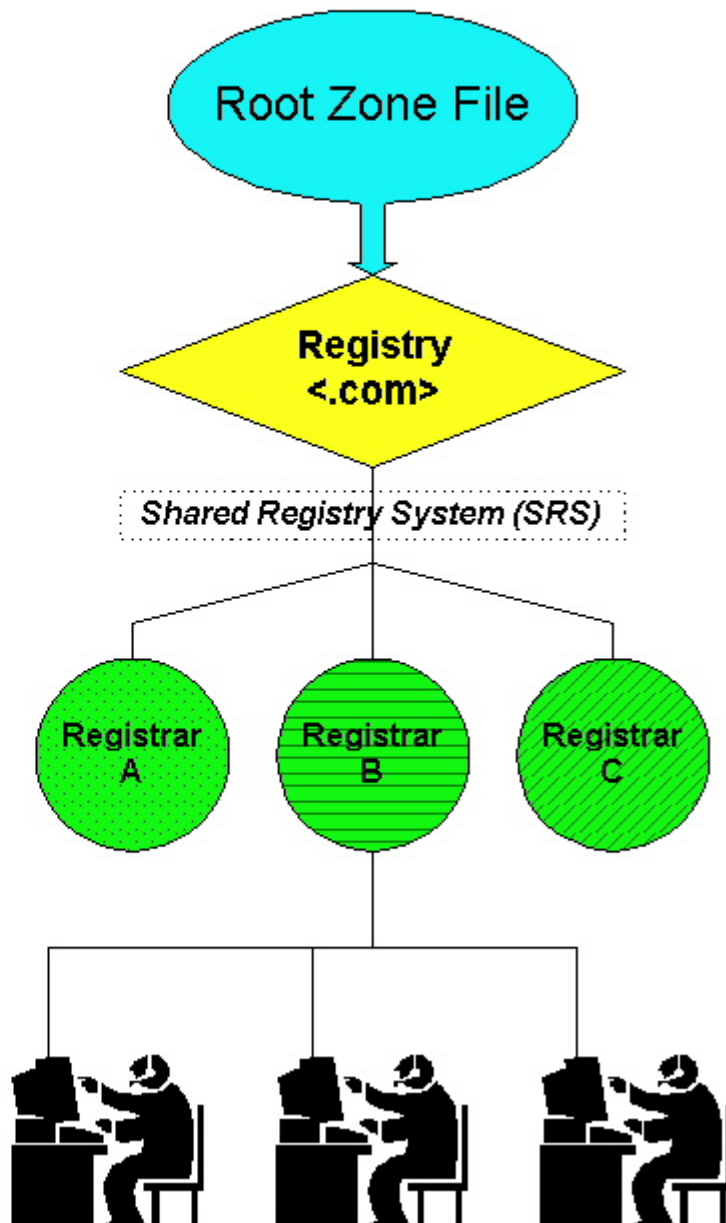 Root Zone File
Registry
<.com>
Shared Registry System (SRS)
Registrar
A
Registrar
B
Registrar
C